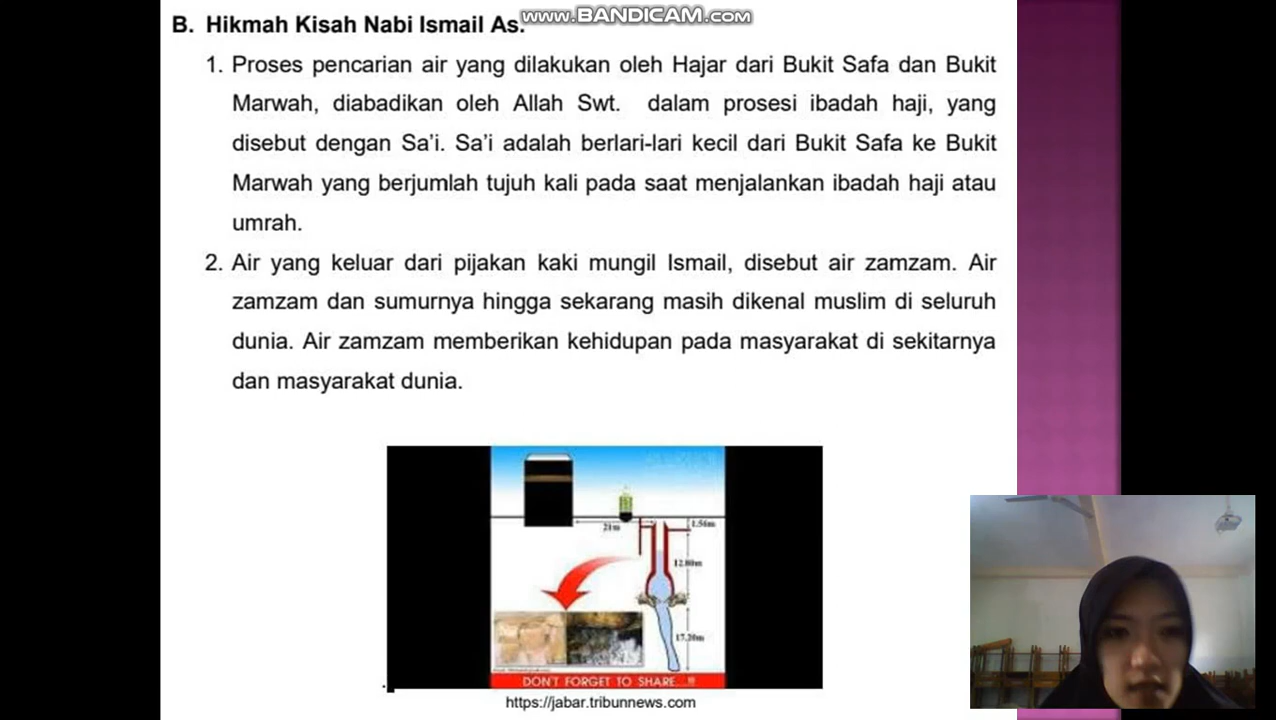 www.BANDICAM.com
B. Hikmah Kisah Nabi Ismail As.
1. Proses pencarian air yang dilakukan oleh Hajar dari Bukit Safa dan Bukit
Marwah, diabadikan oleh Allah Swt. dalam prosesi ibadah haji, yang
disebut dengan Sa’i. Sa’i adalah berlari-lari kecil dari Bukit Safa ke Bukit
Marwah yang berjumlah tujuh kali pada saat menjalankan ibadah haji atau
umrah.
2. Air yang keluar dari pijakan kaki mungil Ismail, disebut air zamzam. Air
zamzam dan sumurnya hingga sekarang masih dikenal muslim di seluruh
dunia. Air zamzam memberikan kehidupan pada masyarakat di sekitarnya
dan masyarakat dunia.
21m
1.56m
12.80m
17.20m
DON'T FORGET TO SHARE...!!!
https://jabar.tribunnews.com